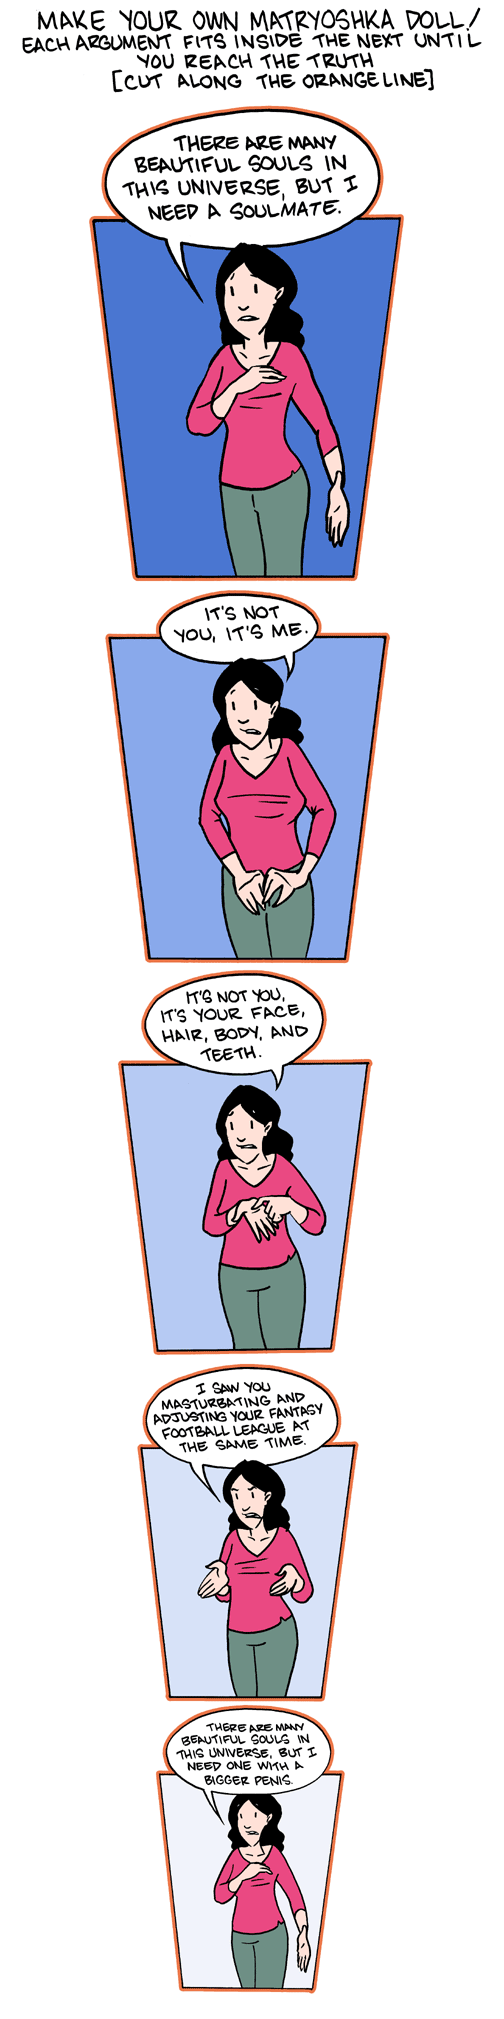 MAKE YOUR OWN MATRYOSHKA DOLL!
EACH ARGUMENT FITS INSIDE THE NEXT UNTIL
YOU REACH THE TRUTH
[CUT ALONG THE ORANGE LINE]
THERE ARE MANY
BEAUTIFUL SOULS IN
THIS UNIVERSE, BUT I
NEED A SOULMATE.
IT'S NOT
YOU, IT'S ME.
IT'S NOT YOU,
IT'S YOUR FACE,
HAIR, BODY, AND
TEETH.
I SAW YOU
MASTURBATING AND
ADJUSTING YOUR FANTASY
FOOTBALL LEAGUE AT
THE SAME TIME.
THERE ARE MANY
BEAUTIFUL SOULS IN
THIS UNIVERSE, BUT I
NEED ONE WITH A
BIGGER PENIS.